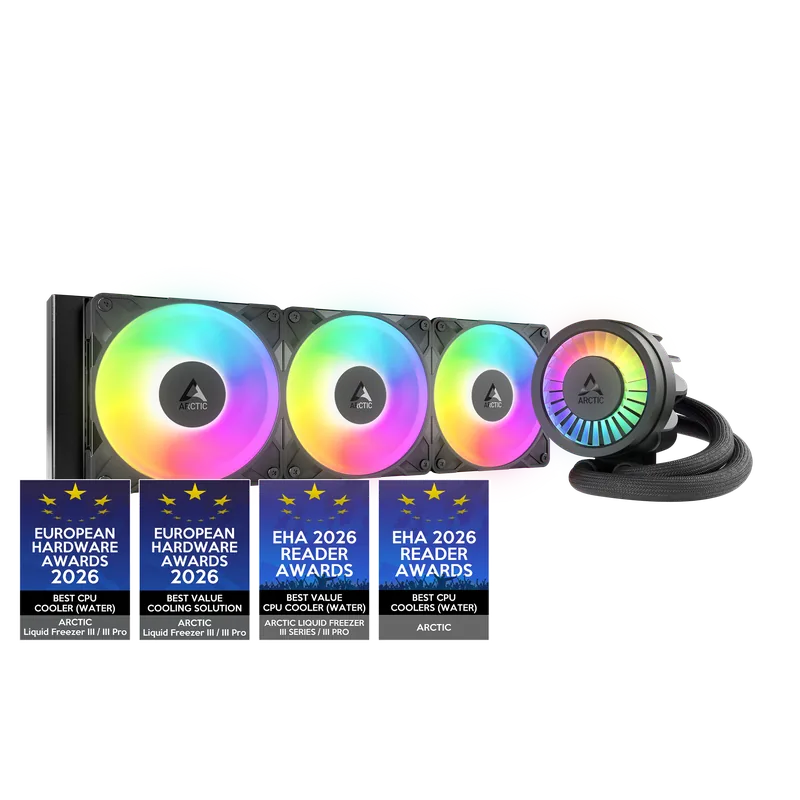 ARCTIC
ARCTIC
ARCTIC
ARCTIC
EUROPEAN
HARDWARE
AWARDS
2026
BEST CPU
COOLER (WATER)
ARCTIC
Liquid Freezer III / III Pro
EUROPEAN
HARDWARE
AWARDS
2026
BEST VALUE
COOLING SOLUTION
ARCTIC
Liquid Freezer III / III Pro
EHA 2026
READER
AWARDS
BEST VALUE
CPU COOLER (WATER)
ARCTIC LIQUID FREEZER
III SERIES / III PRO
EHA 2026
READER
AWARDS
BEST CPU
COOLERS (WATER)
ARCTIC